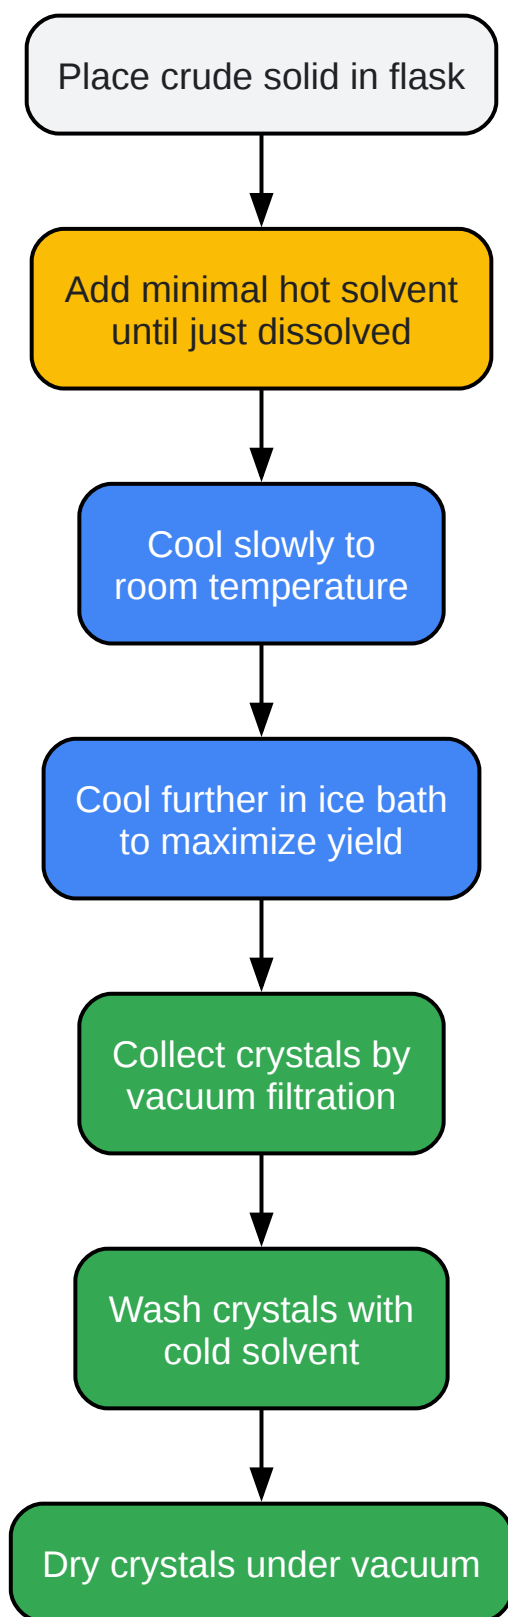 Place crude solid in flask
Add minimal hot solvent
until just dissolved
Cool slowly to
room temperature
Cool further in ice bath
to maximize yield
Collect crystals by
vacuum filtration
Wash crystals with
cold solvent
Dry crystals under vacuum